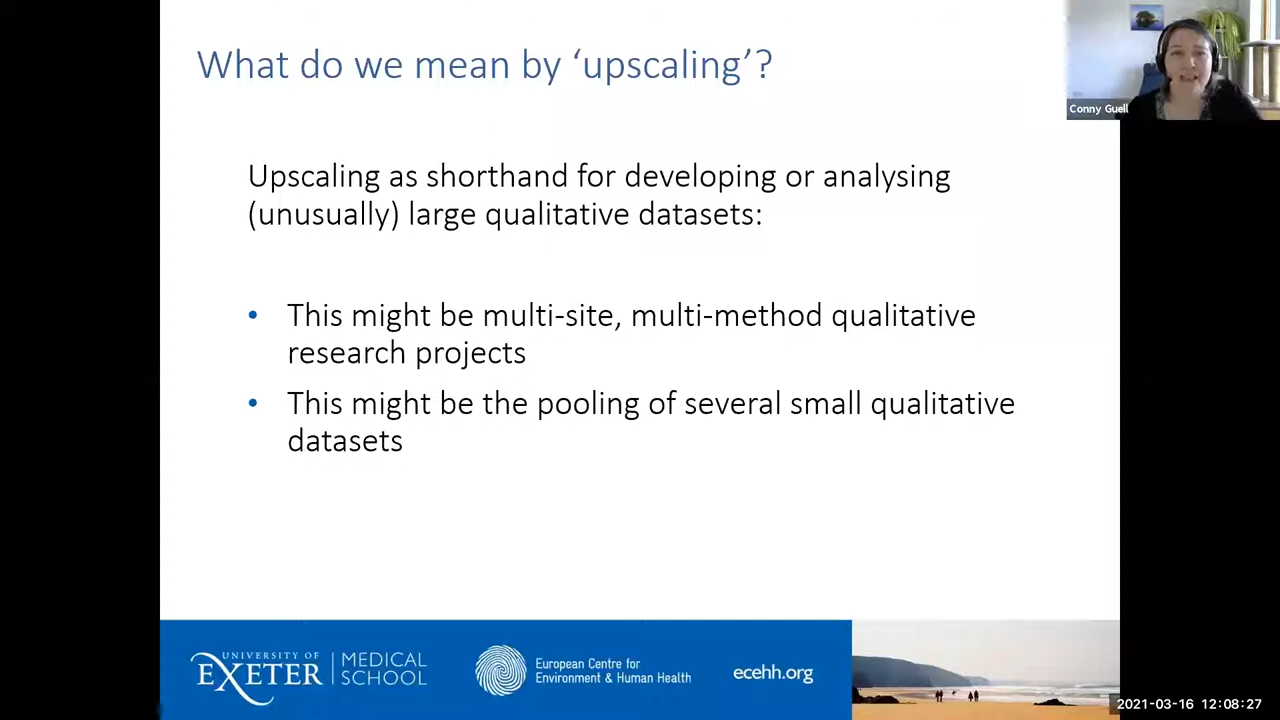 What do we mean by ‘upscaling’?
Conny Guell
Upscaling as shorthand for developing or analysing
(unusually) large qualitative datasets:
• This might be multi-site, multi-method qualitative
research projects
• This might be the pooling of several small qualitative
datasets
UNIVERSITY OF
EXETER
MEDICAL
SCHOOL
European Centre for
Environment & Human Health
ecehh.org
2021-03-16 12:08:27